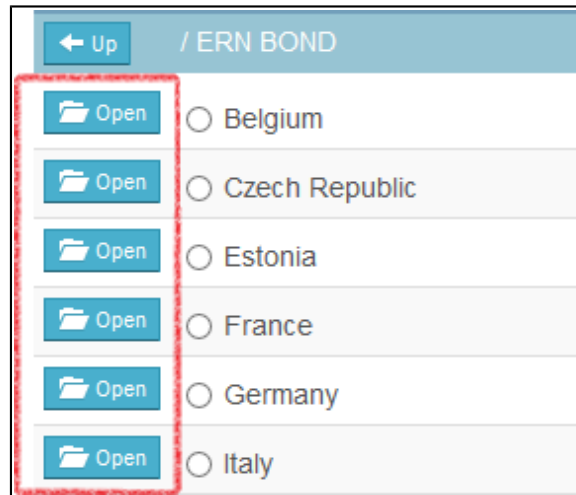 Up / ERN BOND
Open Belgium
Open Czech Republic
Open Estonia
Open France
Open Germany
Open Italy